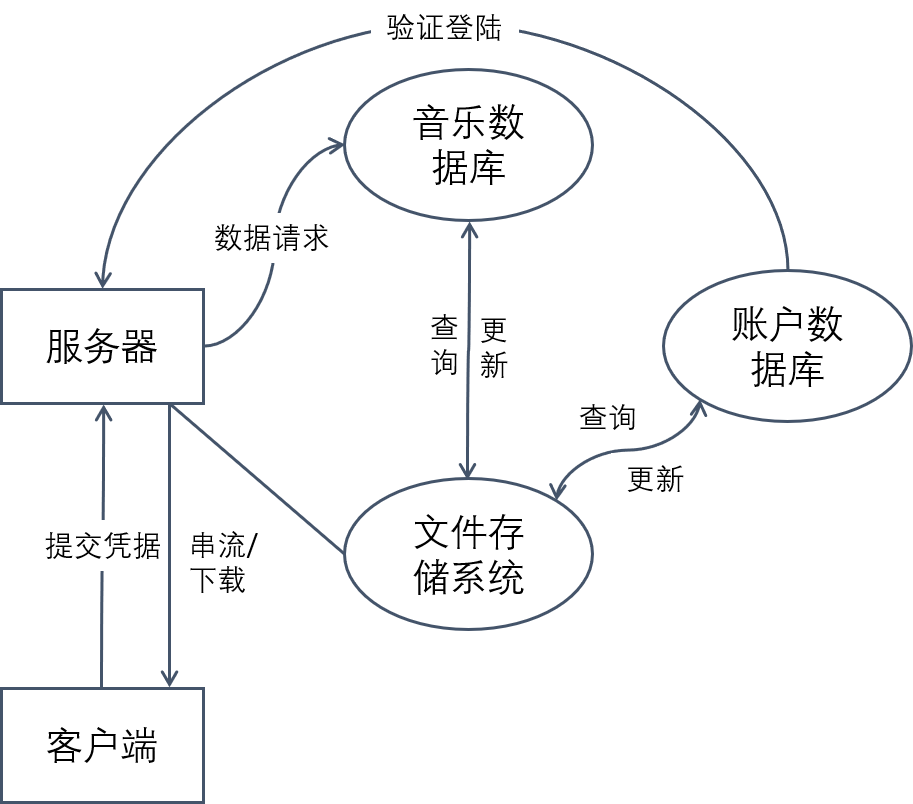 验证登陆
音乐数
据库
数据请求
服务器
查
询
更
新
账户数
据库
查询
更新
文件存
储系统
提交凭据
串流/
下载
客户端